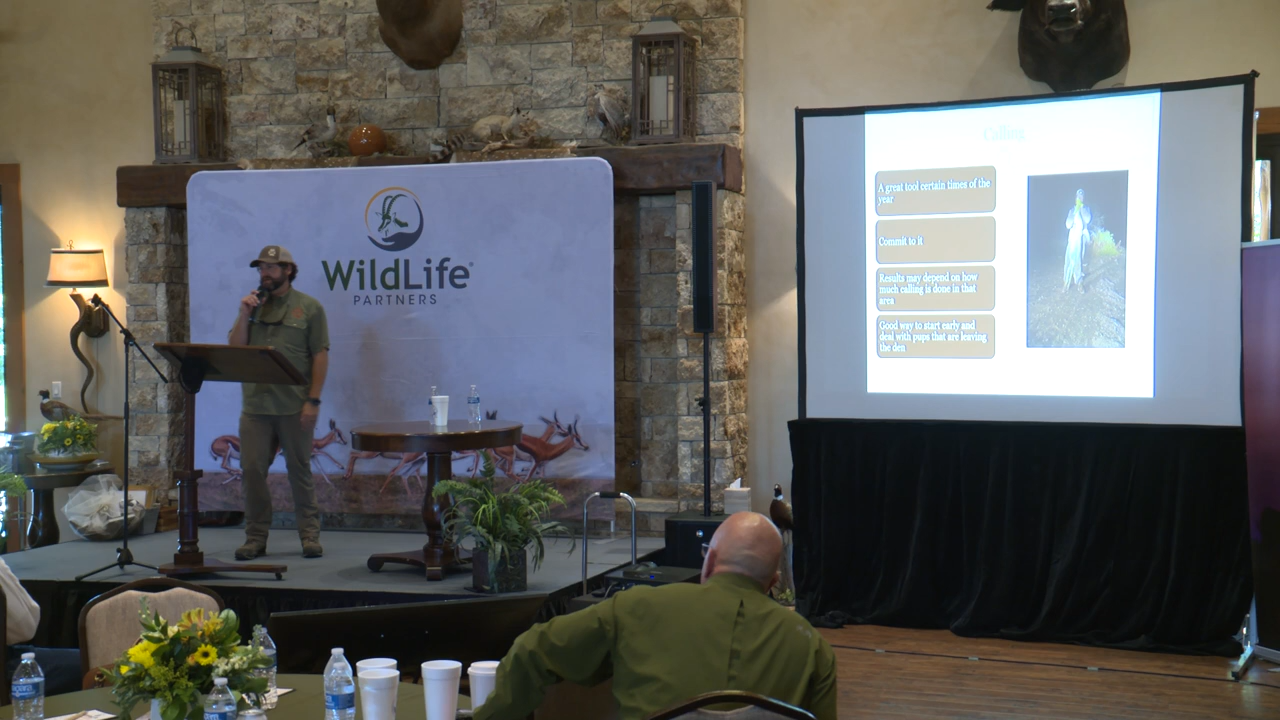 WildLife®
PARTNERS
Calling
A great tool certain times of the
year
Commit to it
Results may depend on how
much calling is done in that
area
Good way to start early and
deal with pups that are leaving
the den